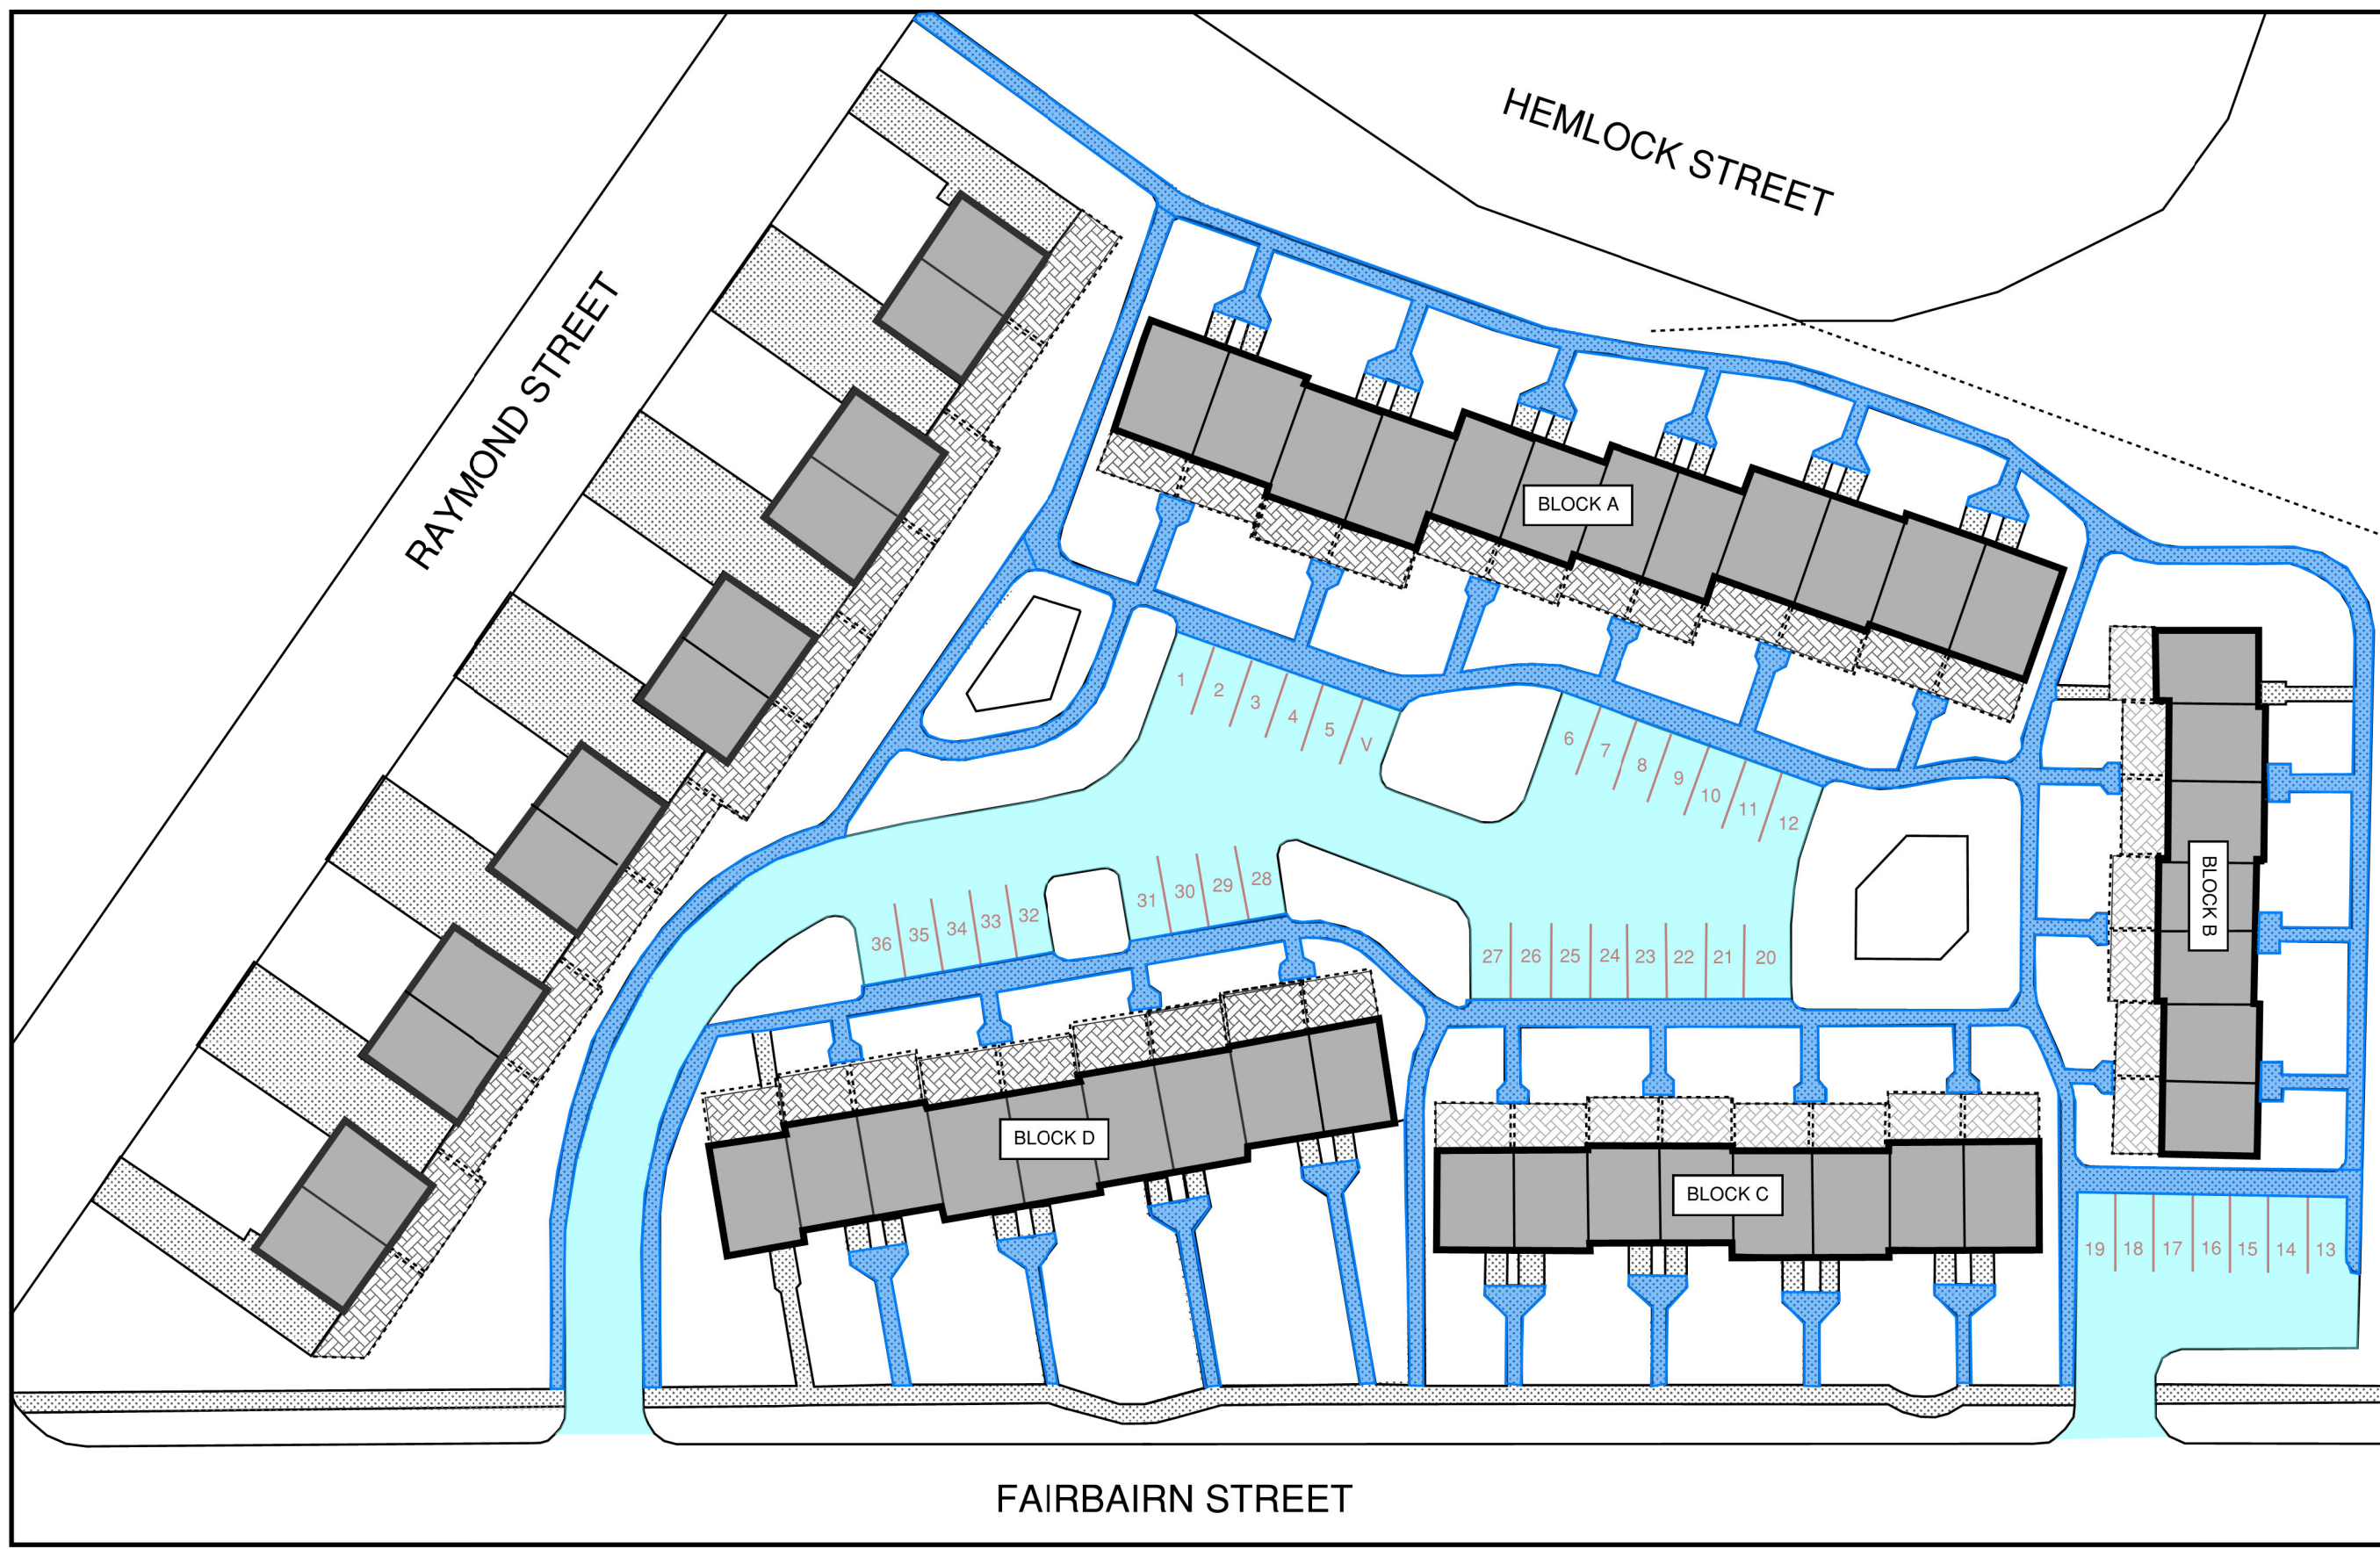 HEMLOCK STREET
RAYMOND STREET
BLOCK A
1 2 3 4 5 V
6 7 8 9 10 11 12
BLOCK B
36 35 34 33 32
31 30 29 28
27 26 25 24 23 22 21 20
BLOCK D
BLOCK C
19 18 17 16 15 14 13
FAIRBAIRN STREET